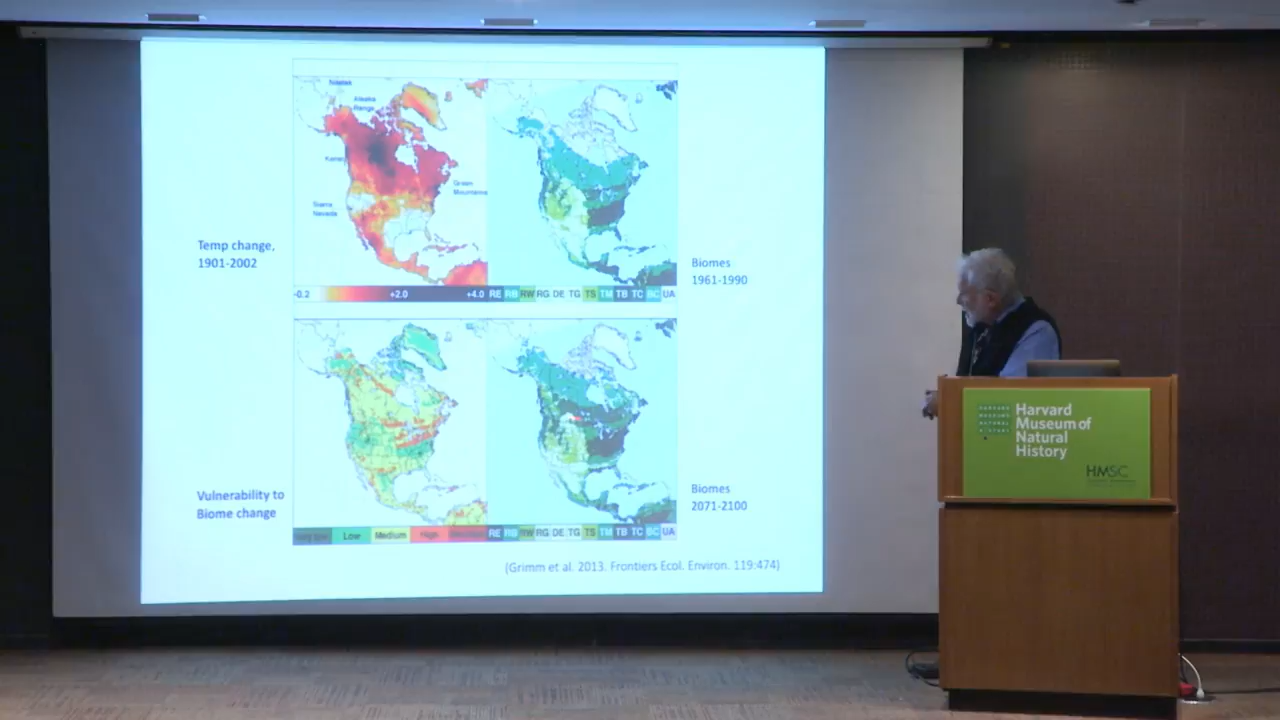 Noatak
Alaska
Range
Green
Mountains
Sierra
Nevada
Temp change,
1901-2002
Biomes
1961-1990
-0.2 +2.0 +4.0 RE RB RW RG DE TG TS TM TB TC BC UA
Vulnerability to
Biome change
Biomes
2071-2100
Low Medium High RE RB RW RG DE TG TS TM TB TC BC UA
(Grimm et al. 2013. Frontiers Ecol. Environ. 119:474)
Harvard
Museum of
Natural
History
HMSC